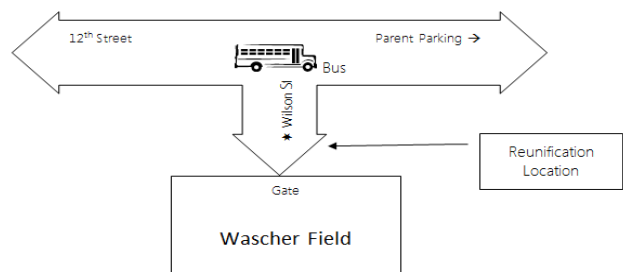 12th Street
Parent Parking →
Bus
★ Wilson St
Reunification
Location
Gate
Wascher Field